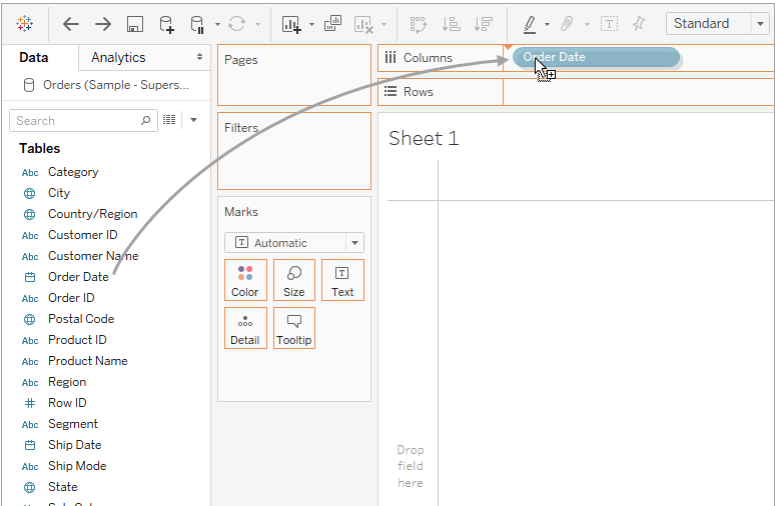 Standard
Data
Analytics
Orders (Sample - Supers...
Search
Tables
Abc Category
City
Country/Region
Abc Customer ID
Abc Customer Name
Order Date
Abc Order ID
Postal Code
Abc Product ID
Abc Product Name
Abc Region
# Row ID
Abc Segment
Ship Date
Abc Ship Mode
State
Pages
Filters
Marks
T Automatic
Color
Size
T
Text
Detail
Tooltip
Columns
Order Date
Rows
Sheet 1
Drop
field
here